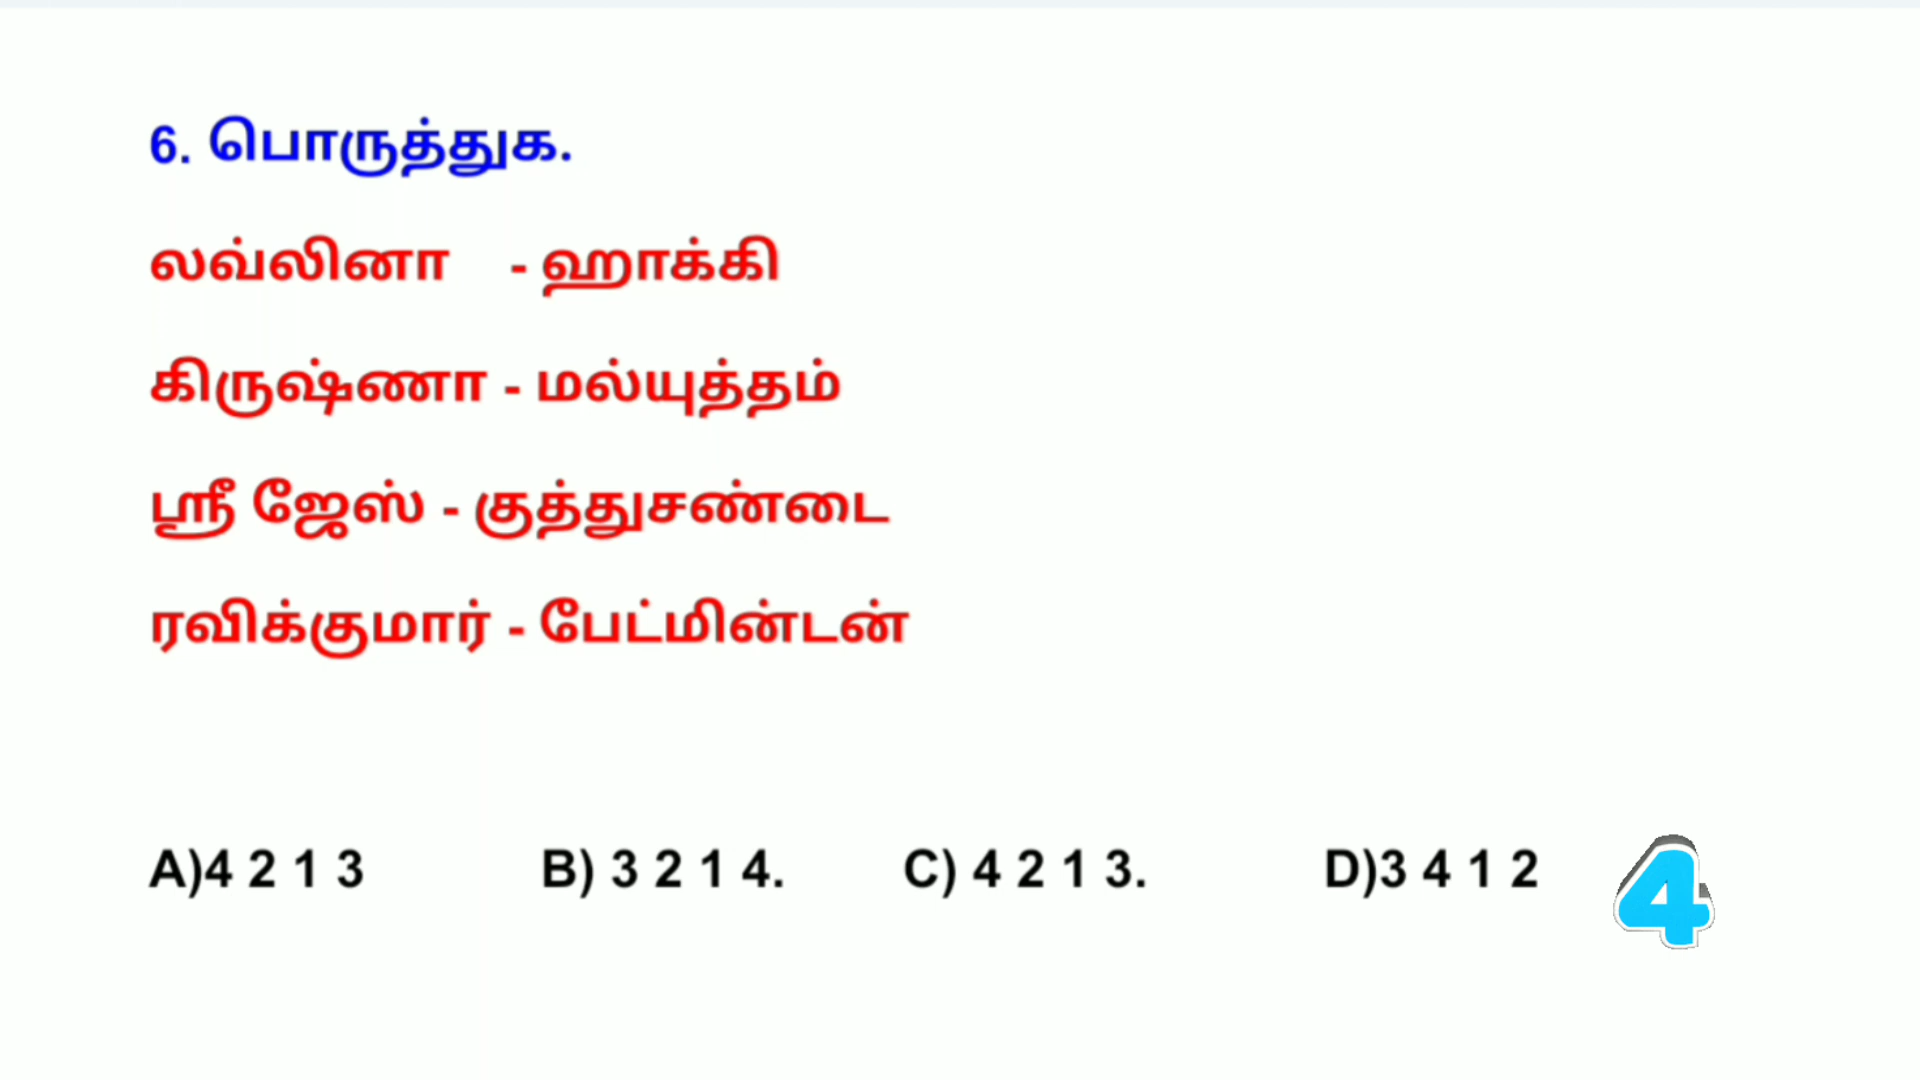 6. பொருத்துக.
லவ்லினா - ஹாக்கி
கிருஷ்ணா - மல்யுத்தம்
ஸ்ரீ ஜேஸ் - குத்துசண்டை
ரவிக்குமார் - பேட்மின்டன்
A)4 2 1 3 B) 3 2 1 4. C) 4 2 1 3. D)3 4 1 2
4